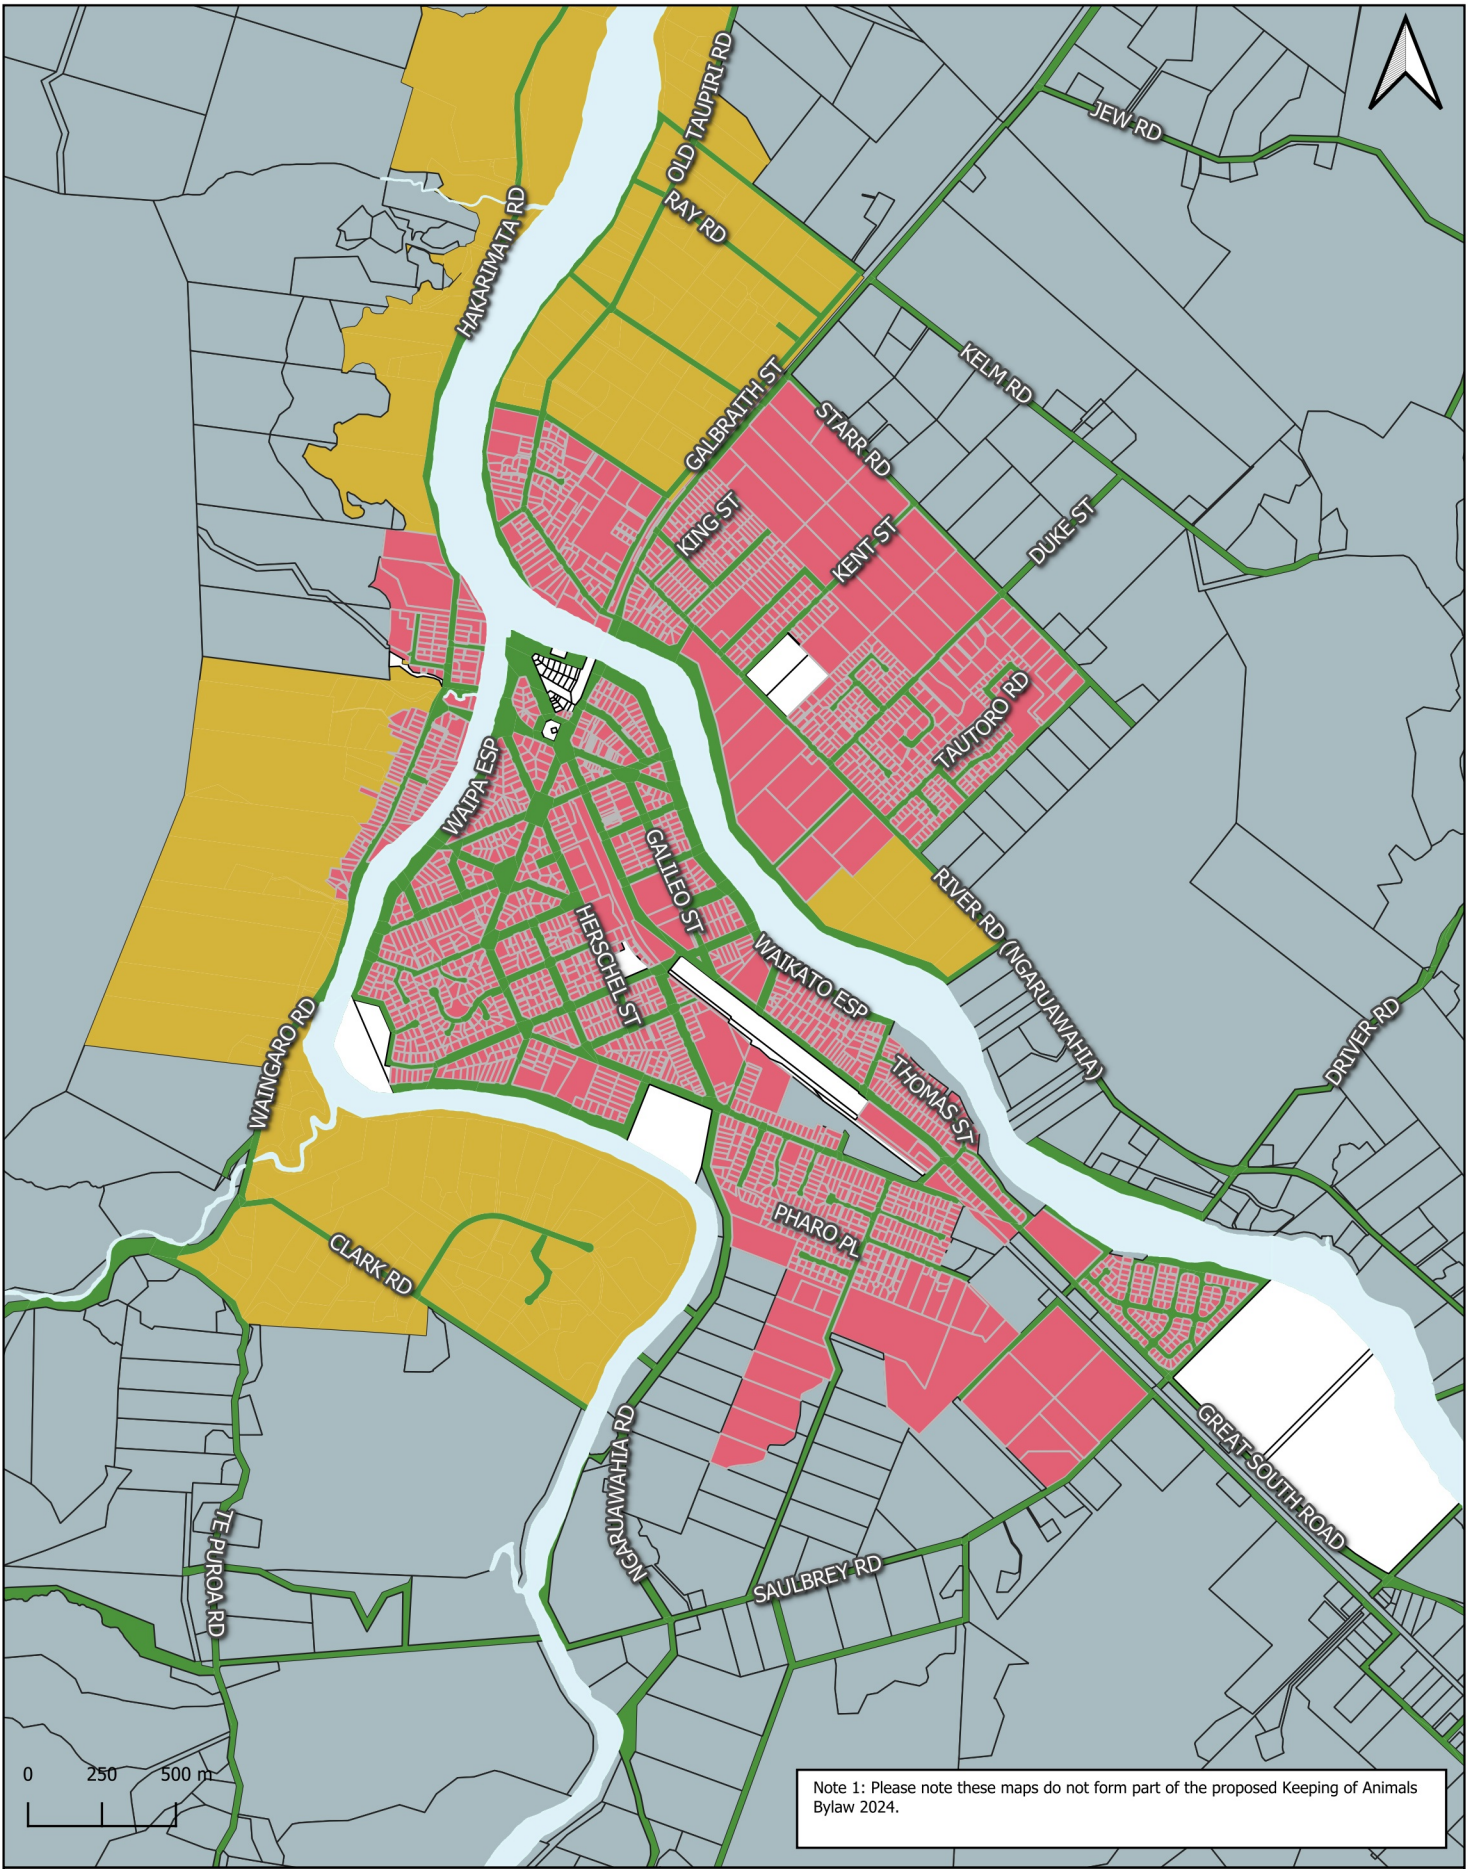 OLD TAUPIRI RD
JEW RD
RAY RD
HAKARIMATA RD
KELM RD
GALBRAITH ST
STARR RD
KING ST
KENT ST
DUKE ST
TAUTORO RD
WAIPA ESP
GALILEO ST
RIVER RD (NGARUAWAHIA)
HERSCHEL ST
WAIKATO ESP
WAINGARO RD
DRIVER RD
THOMAS ST
PHARO PL
CLARK RD
NGARUAWAHIA RD
GREAT SOUTH ROAD
TE PUROA RD
SAULBREY RD
0 250 500 m
Note 1: Please note these maps do not form part of the proposed Keeping of Animals
Bylaw 2024.